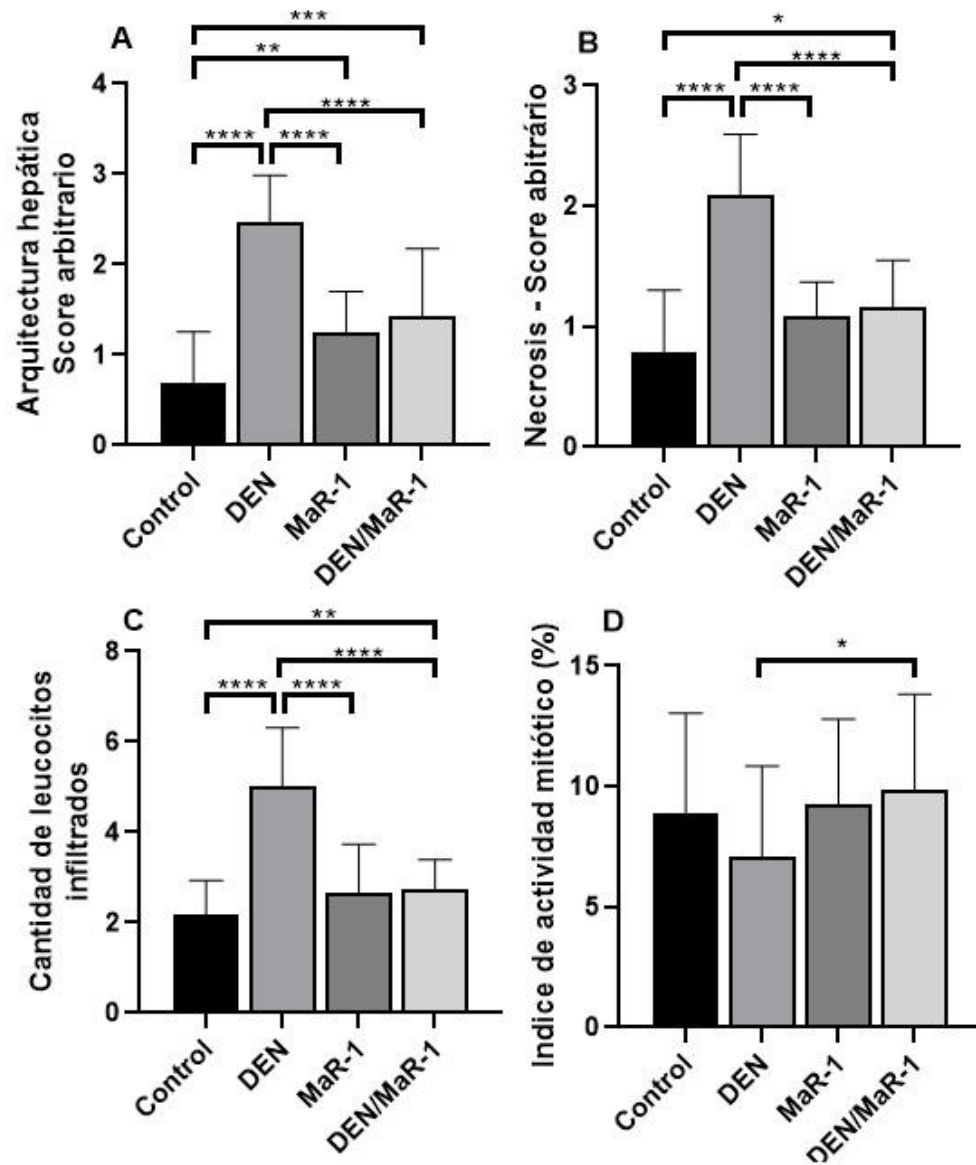 A
***
**
****
**** ****
Arquitectura hepática
Score arbitrario
4
3
2
1
0
Control
DEN
MaR-1
DEN/MaR-1
B
*
****
**** ****
Necrosis - Score abitrário
3
2
1
0
Control
DEN
MaR-1
DEN/MaR-1
C
**
****
**** ****
Cantidad de leucocitos
infiltrados
8
6
4
2
0
Control
DEN
MaR-1
DEN/MaR-1
D
*
Indice de actividad mitótico (%)
15
10
5
0
Control
DEN
MaR-1
DEN/MaR-1